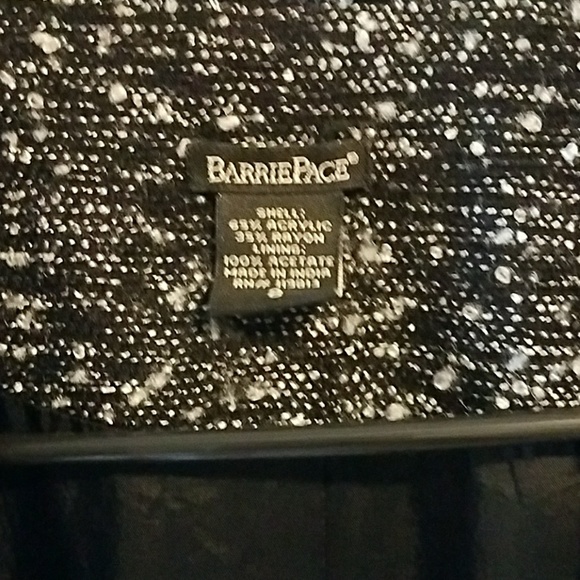 BARRIEPACE®
SHELL:
65% ACRYLIC
35% RAYON
LINING:
100% ACETATE
MADE IN INDIA
RN#